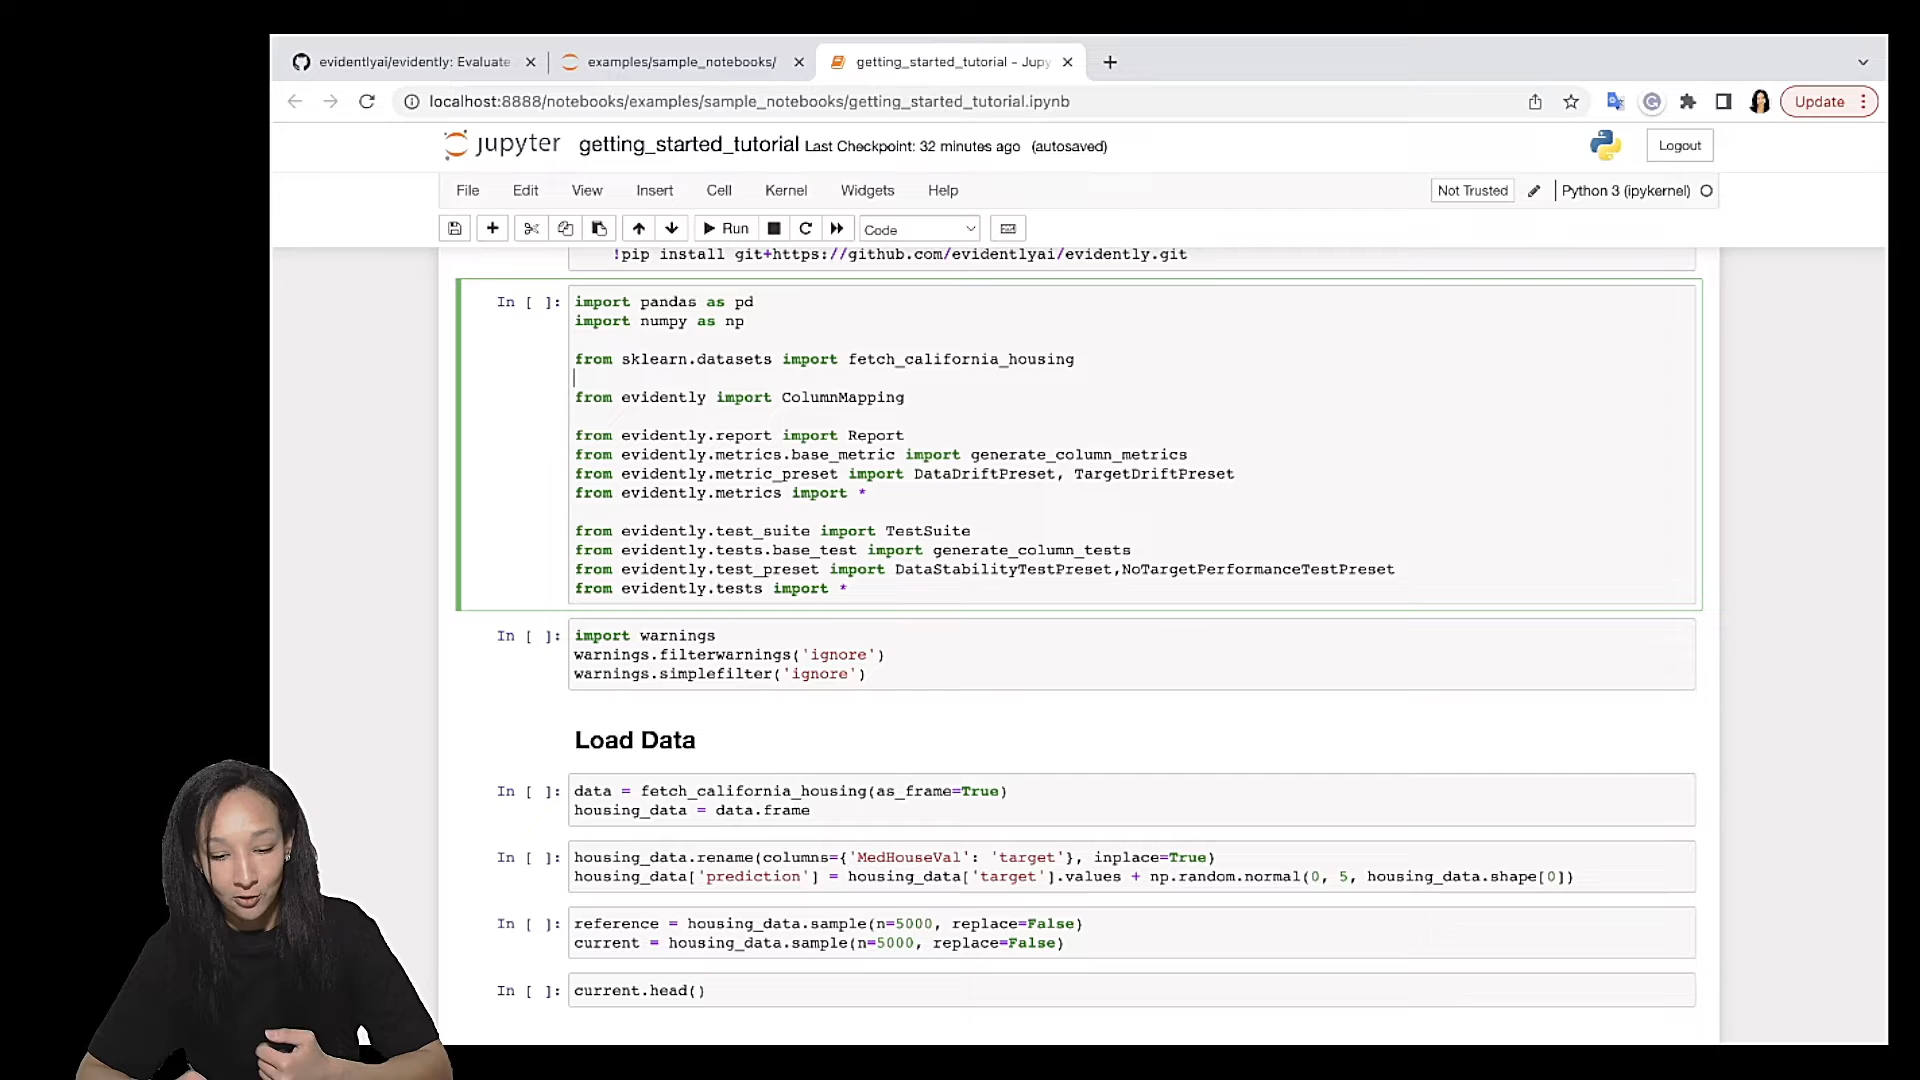 evidentlyai/evidently: Evaluate
examples/sample_notebooks/
getting_started_tutorial - Jupy
localhost:8888/notebooks/examples/sample_notebooks/getting_started_tutorial.ipynb
Update
jupyter getting_started_tutorial Last Checkpoint: 32 minutes ago (autosaved)
Logout
File Edit View Insert Cell Kernel Widgets Help
Not Trusted
Python 3 (ipykernel)
Run
Code
!pip install git+https://github.com/evidentlyai/evidently.git
In [ ]: import pandas as pd
import numpy as np
from sklearn.datasets import fetch_california_housing
from evidently import ColumnMapping
from evidently.report import Report
from evidently.metrics.base_metric import generate_column_metrics
from evidently.metric_preset import DataDriftPreset, TargetDriftPreset
from evidently.metrics import *
from evidently.test_suite import TestSuite
from evidently.tests.base_test import generate_column_tests
from evidently.test_preset import DataStabilityTestPreset,NoTargetPerformanceTestPreset
from evidently.tests import *
In [ ]: import warnings
warnings.filterwarnings('ignore')
warnings.simplefilter('ignore')
Load Data
In [ ]: data = fetch_california_housing(as_frame=True)
housing_data = data.frame
In [ ]: housing_data.rename(columns={'MedHouseVal': 'target'}, inplace=True)
housing_data['prediction'] = housing_data['target'].values + np.random.normal(0, 5, housing_data.shape[0])
In [ ]: reference = housing_data.sample(n=5000, replace=False)
current = housing_data.sample(n=5000, replace=False)
In [ ]: current.head()